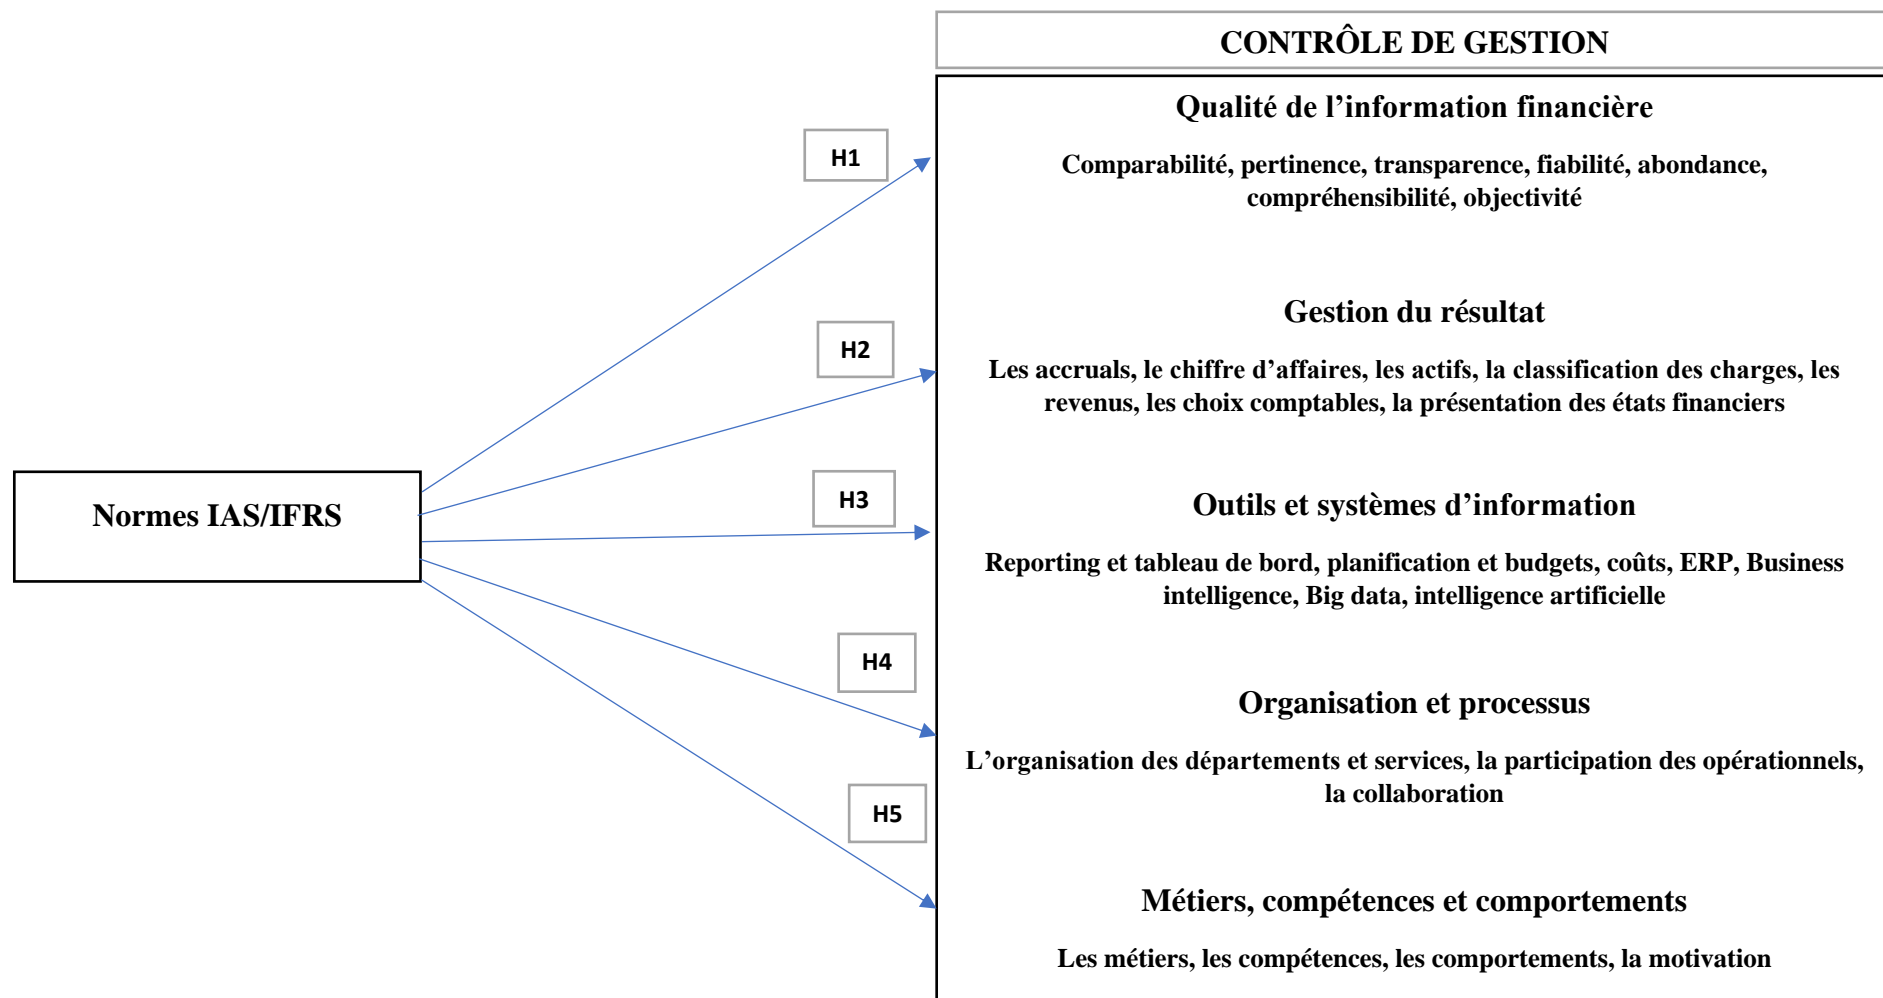 CONTRÔLE DE GESTION
Qualité de l’information financière
H1
Comparabilité, pertinence, transparence, fiabilité, abondance,
compréhensibilité, objectivité
Gestion du résultat
H2
Les accruals, le chiffre d’affaires, les actifs, la classification des charges, les
revenus, les choix comptables, la présentation des états financiers
Normes IAS/IFRS
H3
Outils et systèmes d’information
Reporting et tableau de bord, planification et budgets, coûts, ERP, Business
intelligence, Big data, intelligence artificielle
H4
Organisation et processus
L’organisation des départements et services, la participation des opérationnels,
la collaboration
H5
Métiers, compétences et comportements
Les métiers, les compétences, les comportements, la motivation